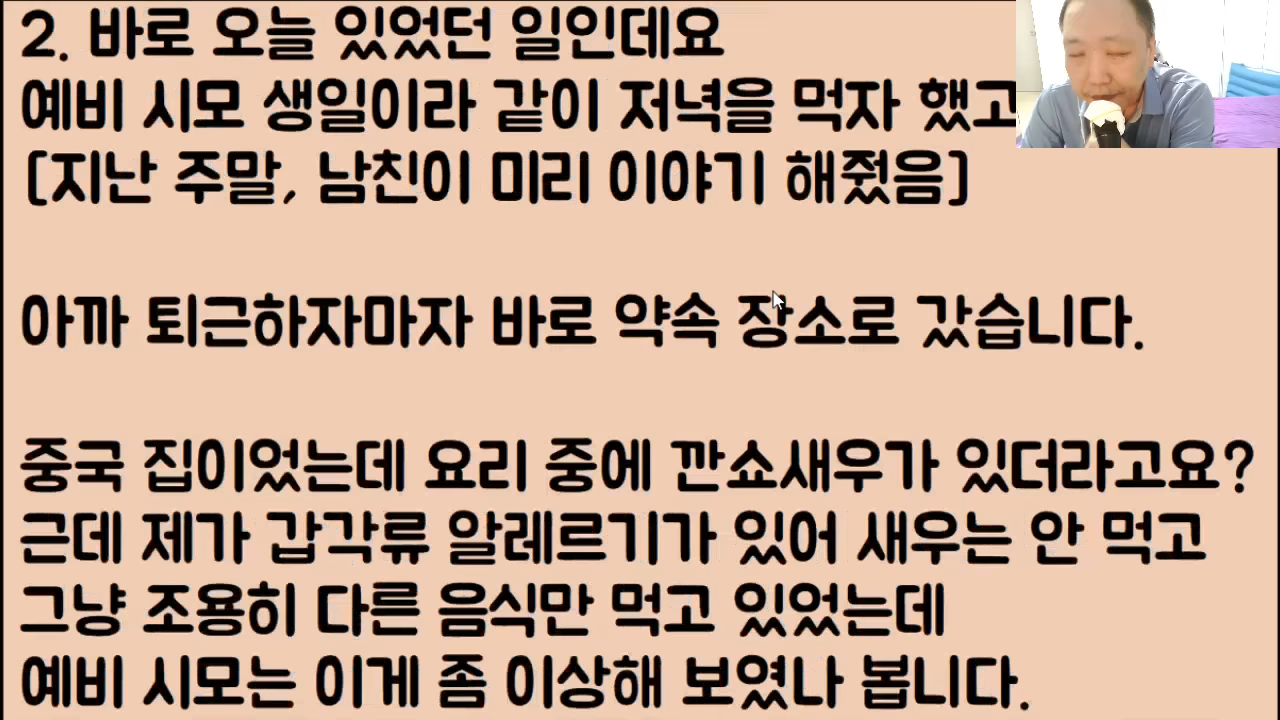 2. 바로 오늘 있었던 일인데요
예비 시모 생일이라 같이 저녁을 먹자 했고
[지난 주말, 남친이 미리 이야기 해줬음]
아까 퇴근하자마자 바로 약속 장소로 갔습니다.
중국 집이었는데 요리 중에 깐쇼새우가 있더라고요?
근데 제가 갑각류 알레르기가 있어 새우는 안 먹고
그냥 조용히 다른 음식만 먹고 있었는데
예비 시모는 이게 좀 이상해 보였나 봅니다.